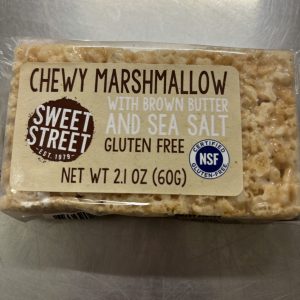 CHEWY MARSHMALLOW
WITH BROWN BUTTER
AND SEA SALT
GLUTEN FREE
SWEET
STREET
EST. 1979
CERTIFIED
NSF
GLUTEN-FREE
NET WT 2.1 OZ (60G)